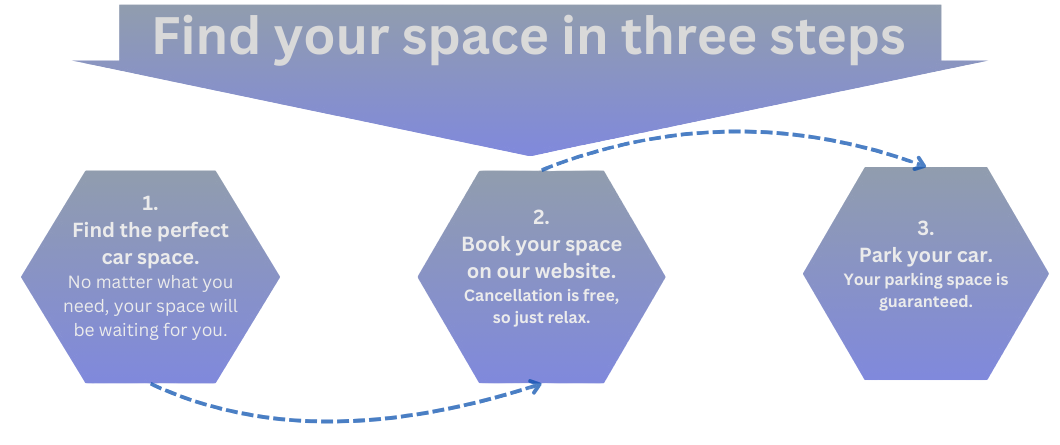 Find your space in three steps
1.
Find the perfect
car space.
No matter what you
need, your space will
be waiting for you.
2.
Book your space
on our website.
Cancellation is free,
so just relax.
3.
Park your car.
Your parking space is
guaranteed.